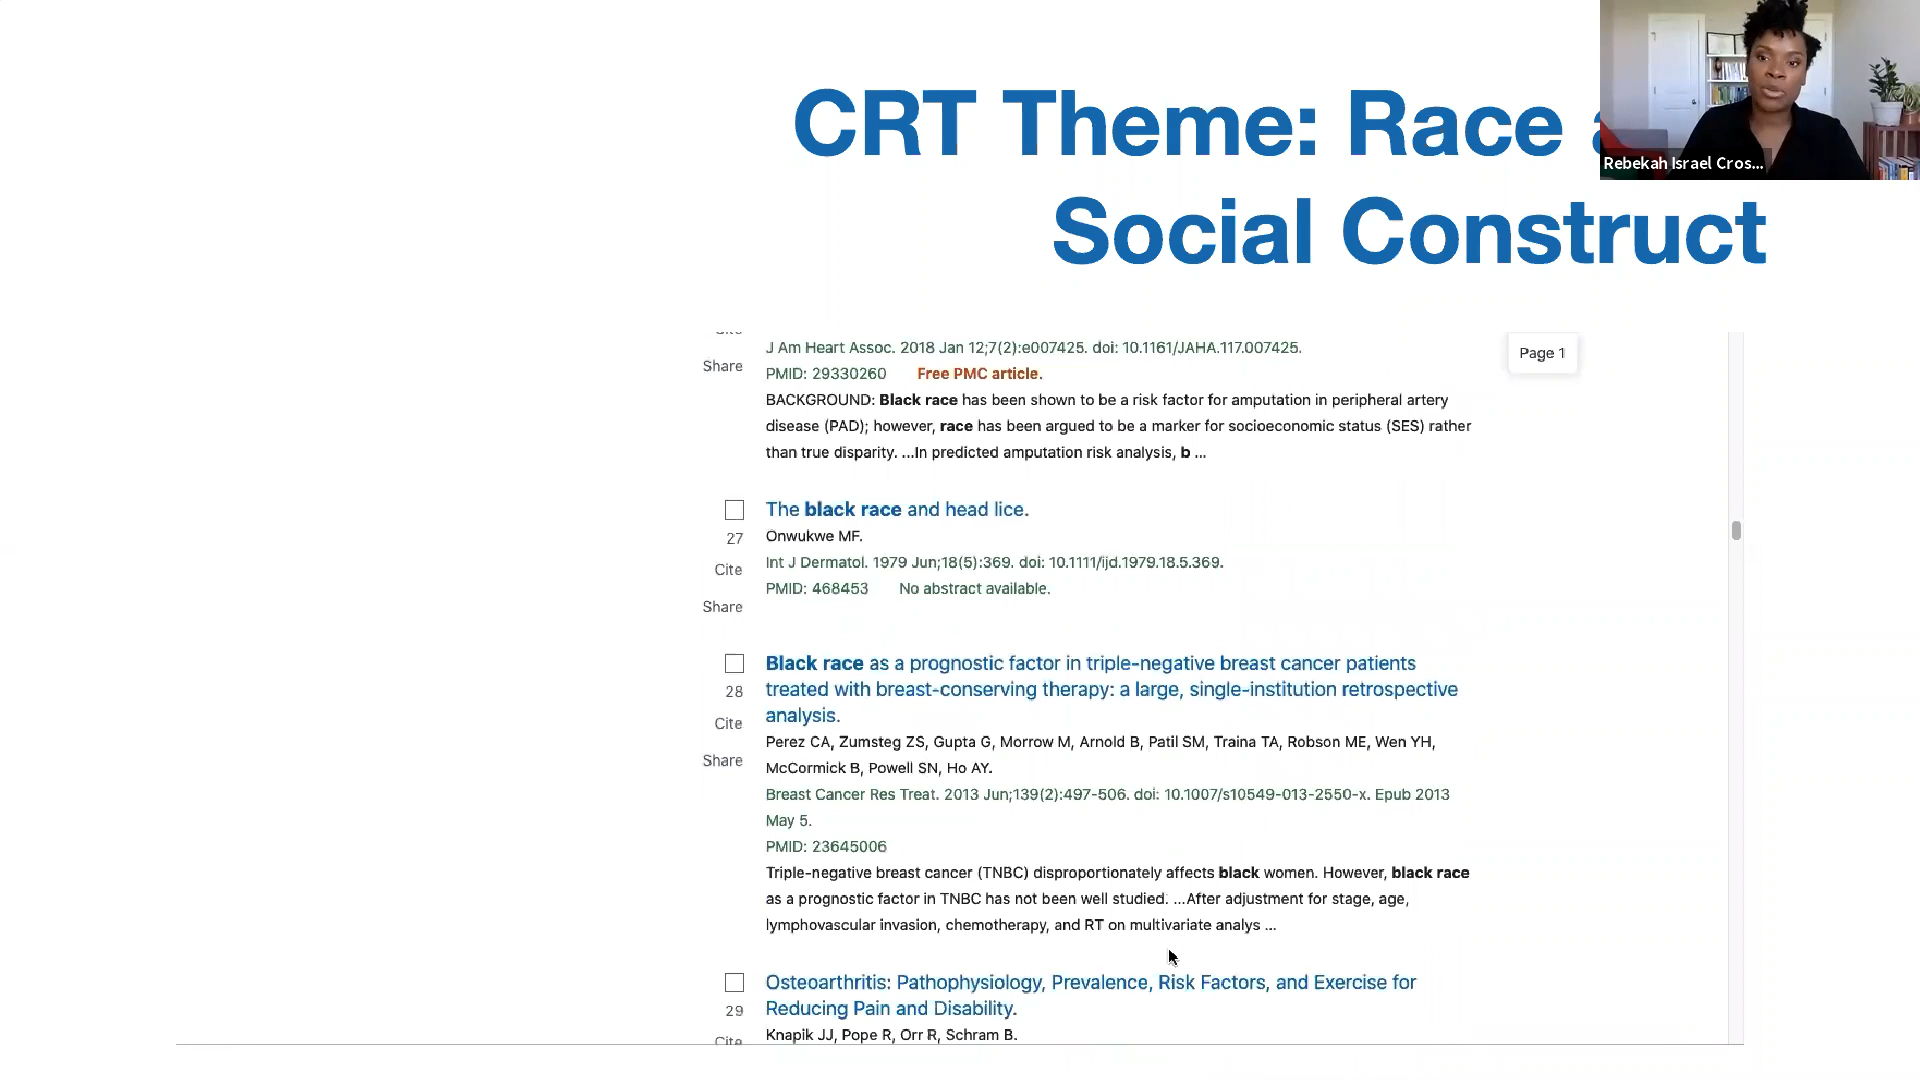 CRT Theme: Race
Social Construct
Rebekah Israel Cros...
J Am Heart Assoc. 2018 Jan 12;7(2):e007425. doi: 10.1161/JAHA.117.007425.
Page 1
Share
PMID: 29330260 Free PMC article.
BACKGROUND: Black race has been shown to be a risk factor for amputation in peripheral artery
disease (PAD); however, race has been argued to be a marker for socioeconomic status (SES) rather
than true disparity. ...In predicted amputation risk analysis, b ...
The black race and head lice.
27
Onwukwe MF.
Int J Dermatol. 1979 Jun;18(5):369. doi: 10.1111/ijd.1979.18.5.369.
Cite
PMID: 468453 No abstract available.
Share
Black race as a prognostic factor in triple-negative breast cancer patients
28
treated with breast-conserving therapy: a large, single-institution retrospective
analysis.
Cite
Perez CA, Zumsteg ZS, Gupta G, Morrow M, Arnold B, Patil SM, Traina TA, Robson ME, Wen YH,
Share
McCormick B, Powell SN, Ho AY.
Breast Cancer Res Treat. 2013 Jun;139(2):497-506. doi: 10.1007/s10549-013-2550-x. Epub 2013
May 5.
PMID: 23645006
Triple-negative breast cancer (TNBC) disproportionately affects black women. However, black race
as a prognostic factor in TNBC has not been well studied. ...After adjustment for stage, age,
lymphovascular invasion, chemotherapy, and RT on multivariate analys ...
Osteoarthritis: Pathophysiology, Prevalence, Risk Factors, and Exercise for
29
Reducing Pain and Disability.
Cite
Knapik JJ, Pope R, Orr R, Schram B.